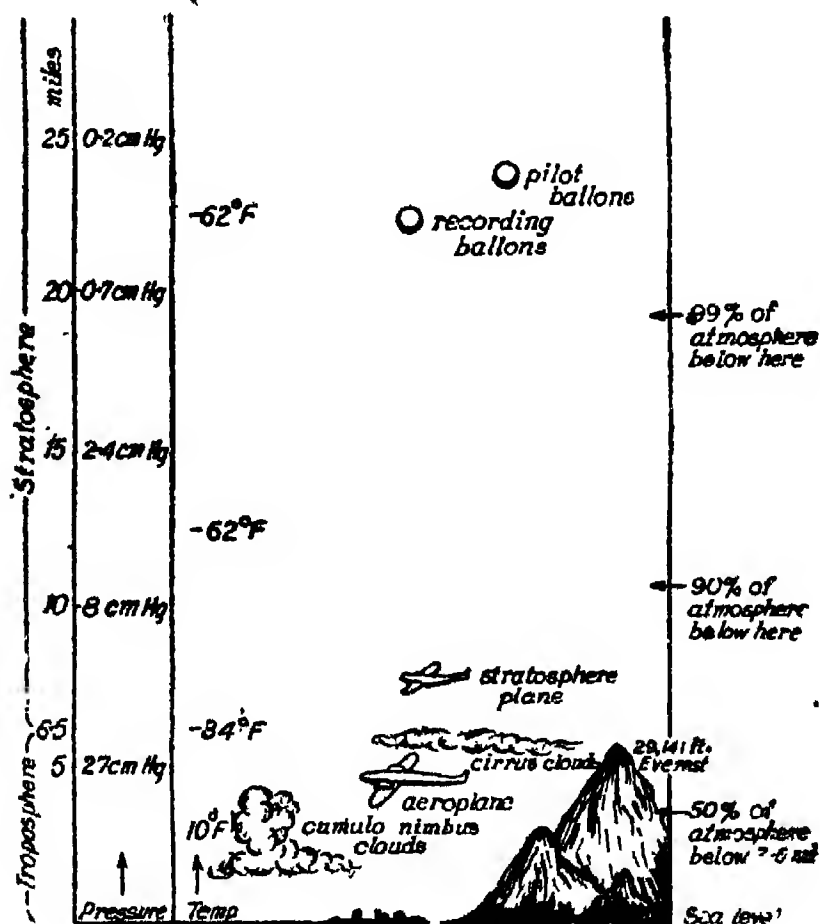 miles
25 0·2cm Hg
pilot
ballons
-62°F
recording
ballons
20 0·7cm Hg
99% of
atmosphere
below here
Stratosphere
15 2·4cm Hg
-62°F
90% of
atmosphere
below here
10 8 cm Hg
stratosphere
plane
6·5
-84°F
29,141 ft.
Everest
cirrus clouds
5 27cm Hg
aeroplane
Troposphere
10°F
cumulo nimbus
clouds
50% of
atmosphere
below
Pressure Temp
Sea level